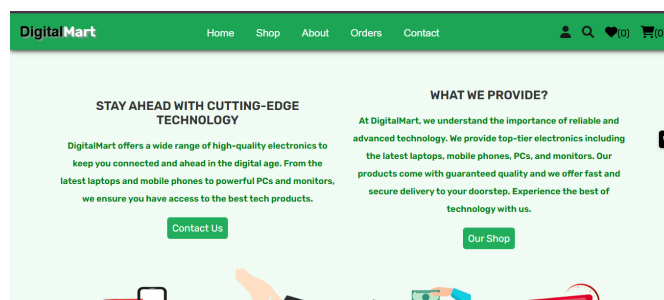 DigitalMart
Home
Shop
About
Orders
Contact
(0)
(0)
STAY AHEAD WITH CUTTING-EDGE
TECHNOLOGY
DigitalMart offers a wide range of high-quality electronics to
keep you connected and ahead in the digital age. From the
latest laptops and mobile phones to powerful PCs and monitors,
we ensure you have access to the best tech products.
Contact Us
WHAT WE PROVIDE?
At DigitalMart, we understand the importance of reliable and
advanced technology. We provide top-tier electronics including
the latest laptops, mobile phones, PCs, and monitors. Our
products come with guaranteed quality and we offer fast and
secure delivery to your doorstep. Experience the best of
technology with us.
Our Shop